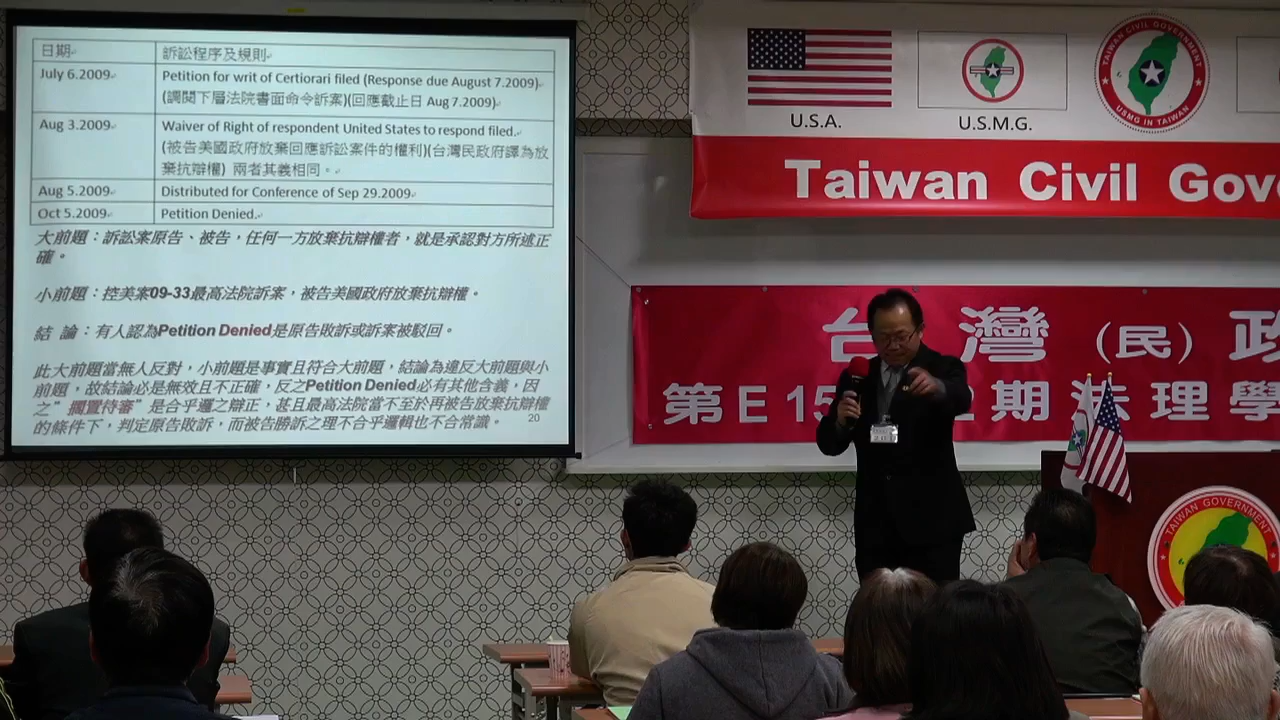 日期
訴訟程序及規則
July 6.2009
Petition for writ of Certiorari filed (Response due August 7.2009)
(調閱下層法院書面命令訴案)(回應截止日 Aug 7.2009)
Aug 3.2009
Waiver of Right of respondent United States to respond filed.
(被告美國政府放棄回應訴訟案件的權利)(台灣民政府譯為放
棄抗辯權) 兩者其義相同。
Aug 5.2009
Distributed for Conference of Sep 29.2009
Oct 5.2009
Petition Denied.
大前題：訴訟案原告、被告，任何一方放棄抗辯權者，就是承認對方所述正
確。
小前題：控美案09-33最高法院訴案，被告美國政府放棄抗辯權。
結 論：有人認為Petition Denied是原告敗訴或訴案被駁回。
此大前題當無人反對，小前題是事實且符合大前題，結論為違反大前題與小
前題，故結論必是無效且不正確，反之Petition Denied必有其他含義，因
之"擱置待審"是合乎邏之辯正，甚且最高法院當不至於再被告放棄抗辯權
的條件下，判定原告敗訴，而被告勝訴之理不合乎邏輯也不合常識。
20
U.S.A.
U.S.M.G.
TAIWAN CIVIL GOVERNMENT
USMG IN TAIWAN
Taiwan Civil Gove
台灣(民)政
第E15 期法理學
TAIWAN GOVERNMENT